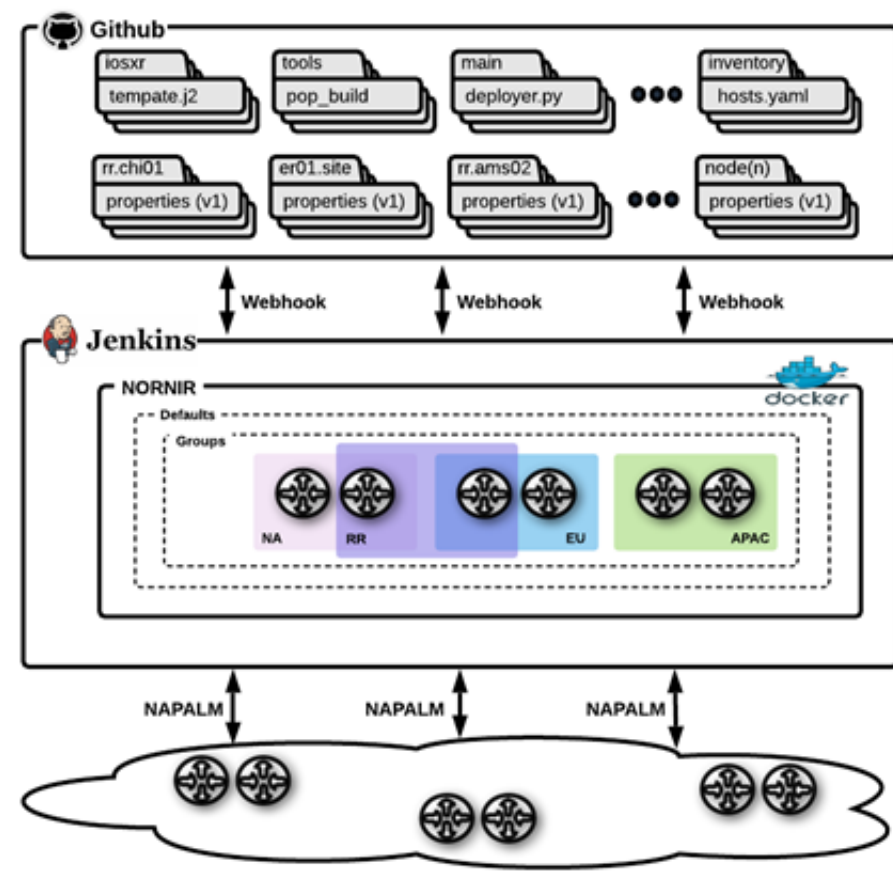 Github
iosxr
tools
main
inventory
tempate.j2
pop_build
deployer.py
hosts.yaml
rr.chi01
er01.site
rr.ams02
node(n)
properties (v1)
properties (v1)
properties (v1)
properties (v1)
Webhook
Webhook
Webhook
Jenkins
NORNIR
docker
Defaults
Groups
NA
RR
EU
APAC
NAPALM
NAPALM
NAPALM